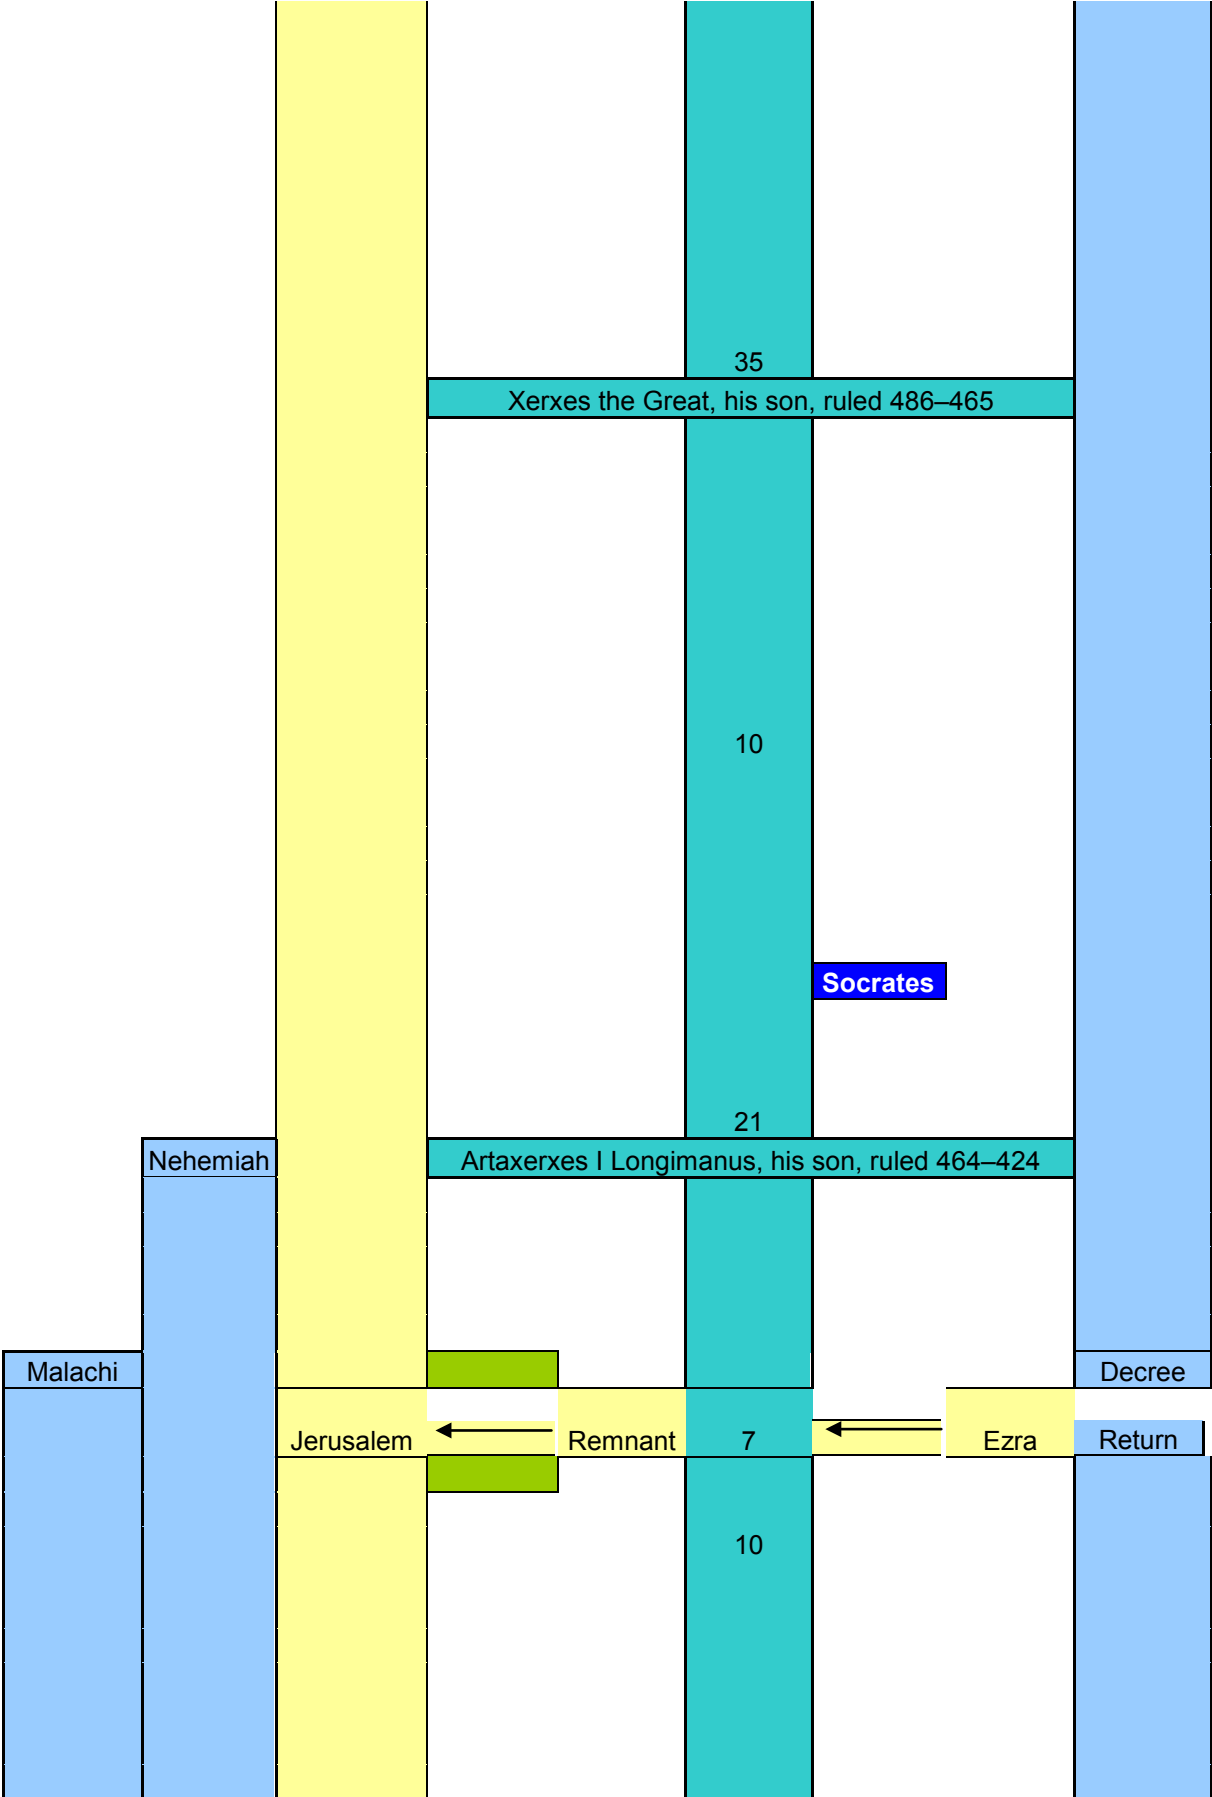 35
Xerxes the Great, his son, ruled 486–465
10
Socrates
21
Nehemiah Artaxerxes I Longimanus, his son, ruled 464–424
Malachi Decree
Jerusalem Remnant 7 Ezra Return
10